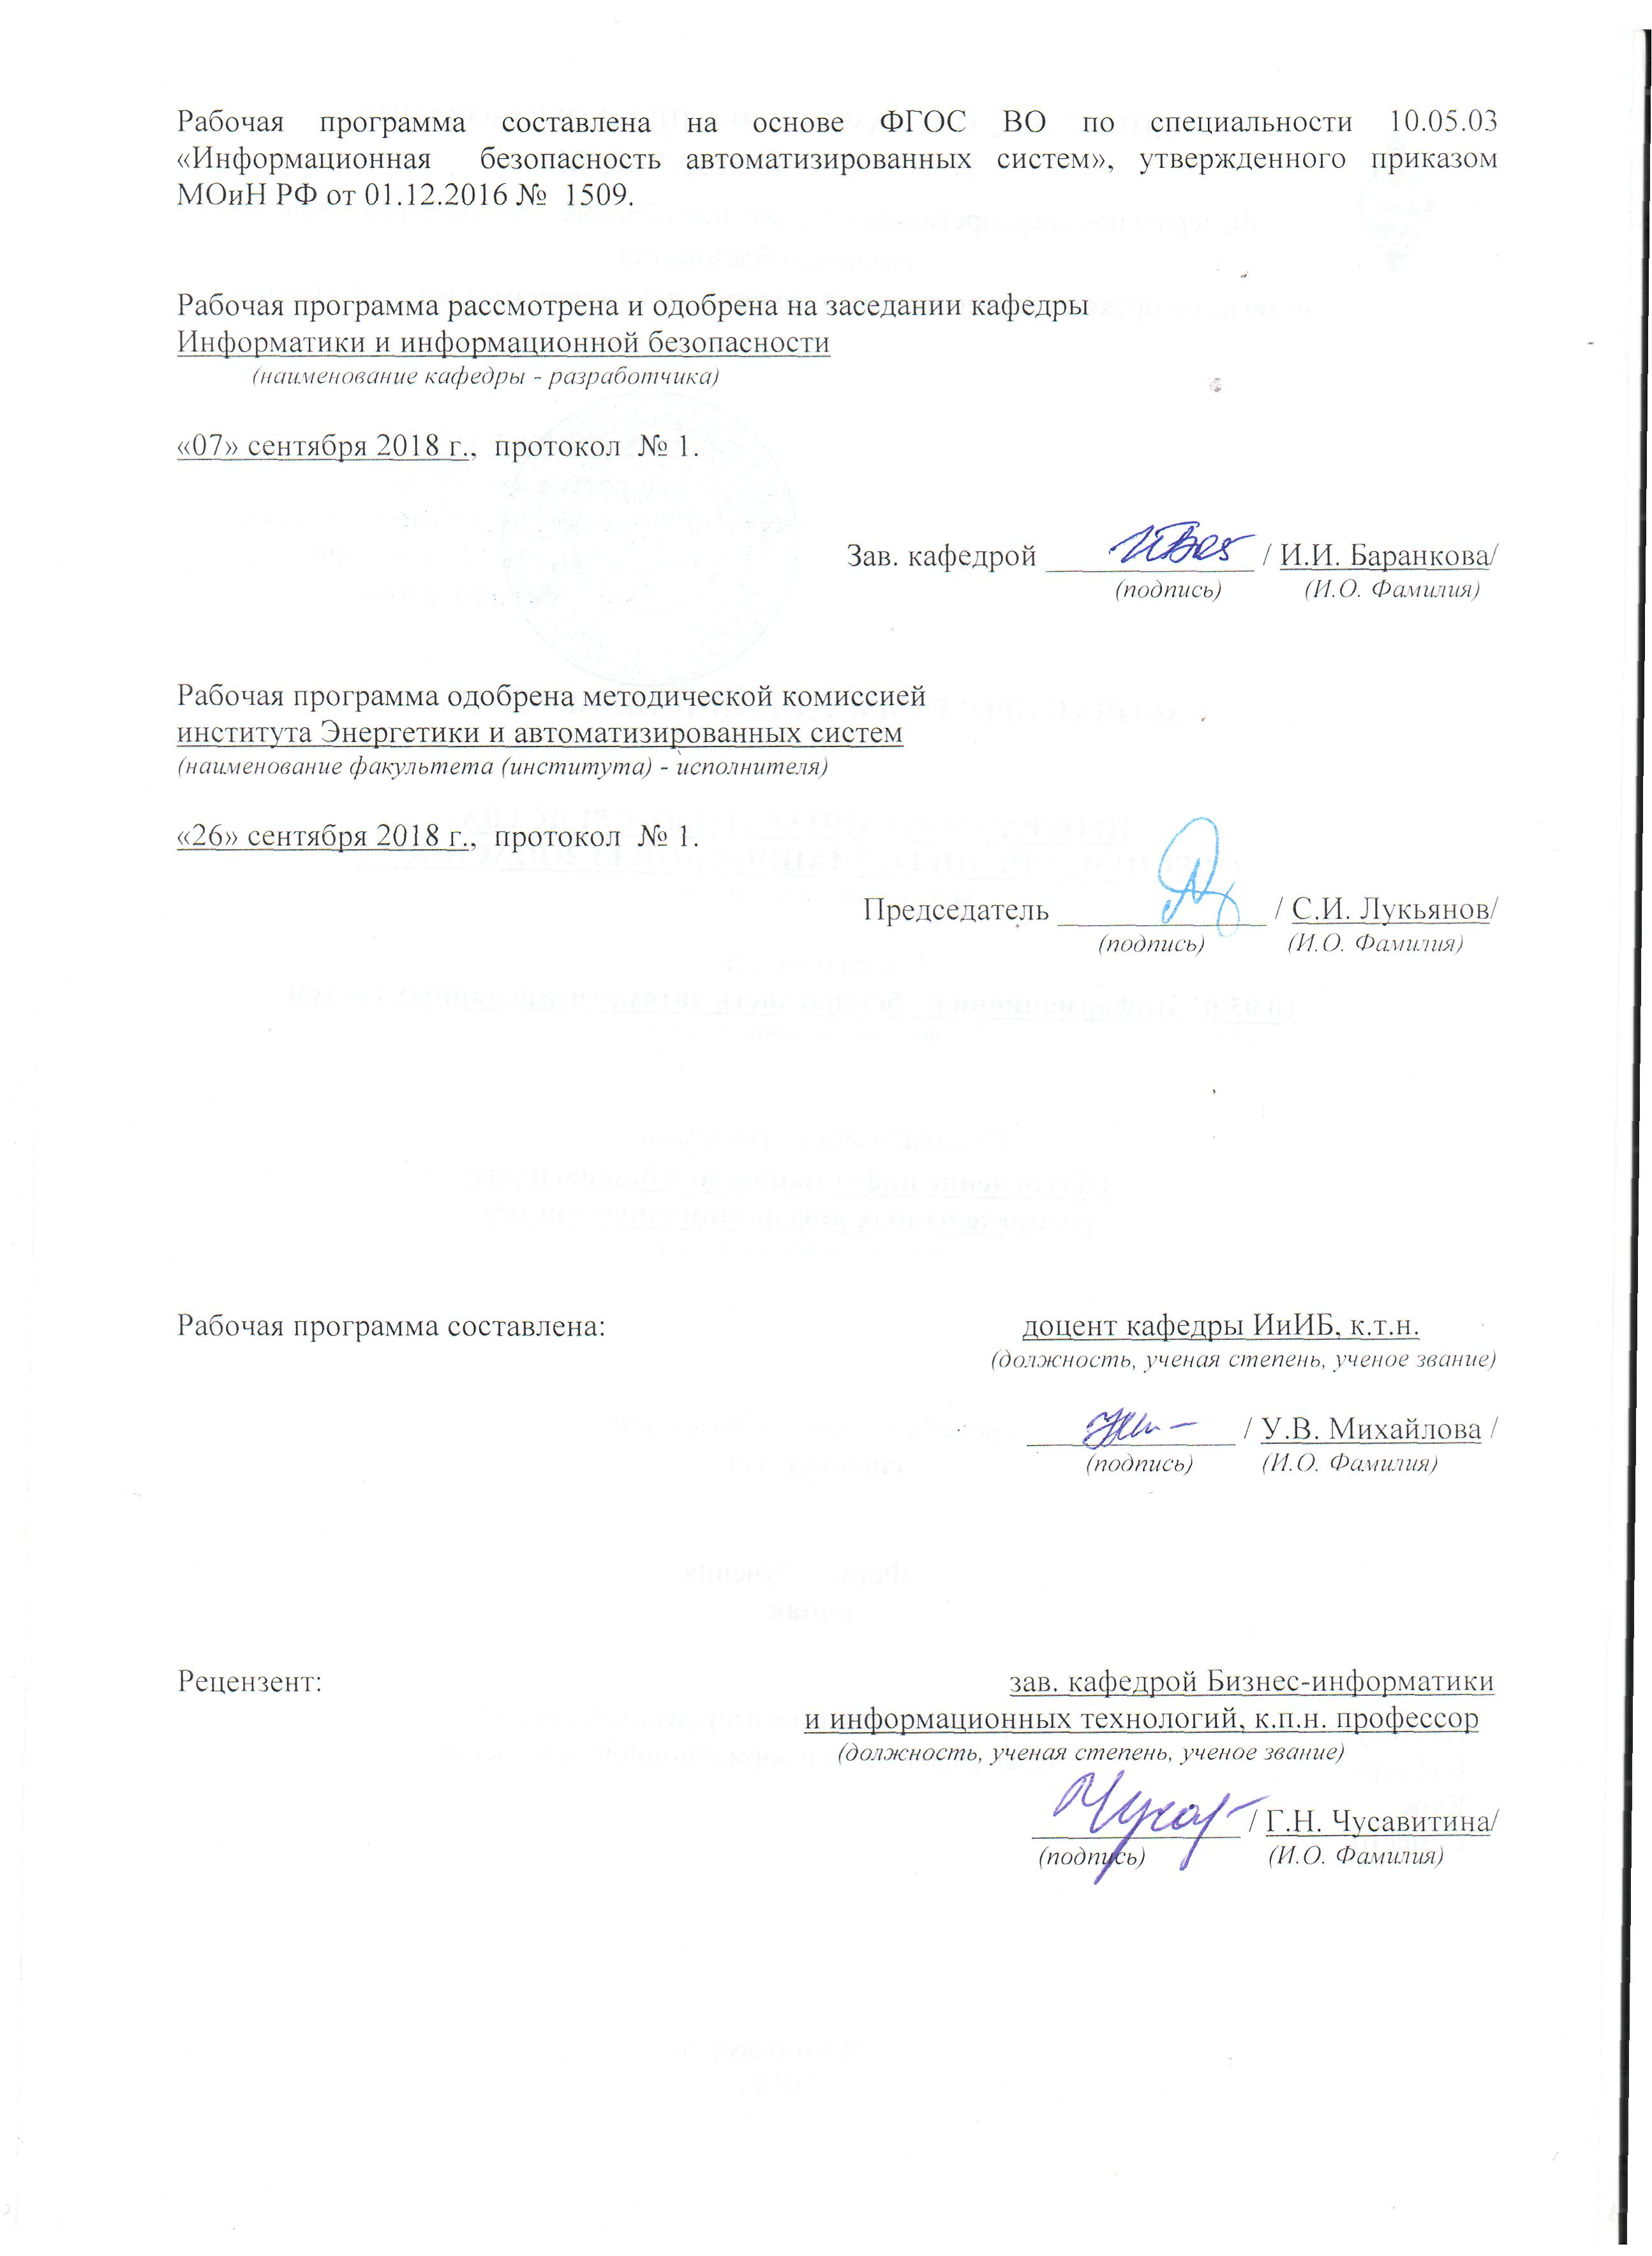 Рабочая программа составлена на основе ФГОС ВО по специальности 10.05.03
«Информационная безопасность автоматизированных систем», утвержденного приказом
МОиН РФ от 01.12.2016 № 1509.
Рабочая программа рассмотрена и одобрена на заседании кафедры
Информатики и информационной безопасности
(наименование кафедры - разработчика)
«07» сентября 2018 г., протокол № 1.
Зав. кафедрой _____________ / И.И. Баранкова/
(подпись) (И.О. Фамилия)
Рабочая программа одобрена методической комиссией
института Энергетики и автоматизированных систем
(наименование факультета (института) - исполнителя)
«26» сентября 2018 г., протокол № 1.
Председатель _____________ / С.И. Лукьянов/
(подпись) (И.О. Фамилия)
Рабочая программа составлена: доцент кафедры ИиИБ, к.т.н.
(должность, ученая степень, ученое звание)
_____________ / У.В. Михайлова /
(подпись) (И.О. Фамилия)
Рецензент: зав. кафедрой Бизнес-информатики
и информационных технологий, к.п.н. профессор
(должность, ученая степень, ученое звание)
_____________ / Г.Н. Чусавитина/
(подпись) (И.О. Фамилия)